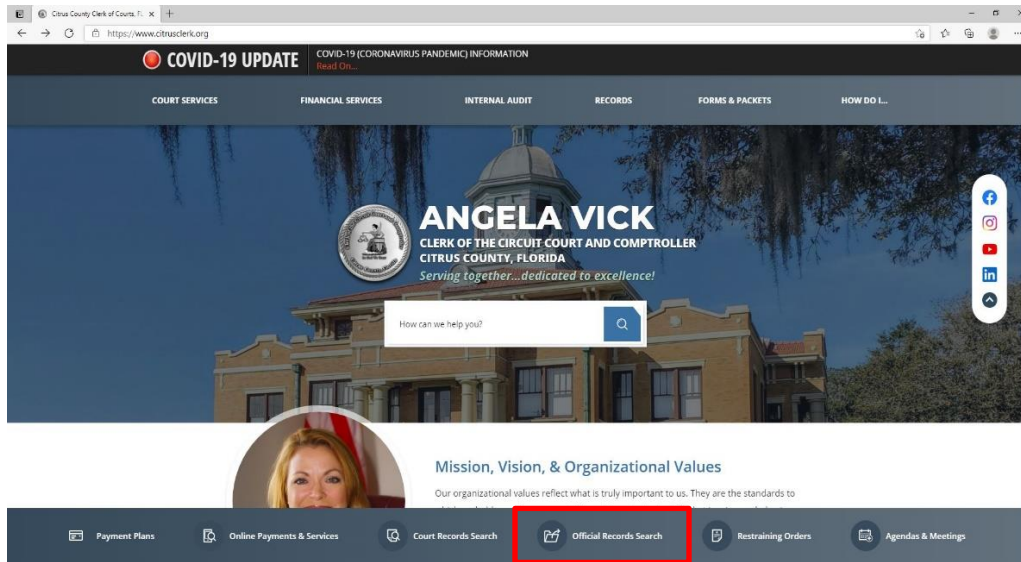 Citrus County Clerk of Courts, Fl
https://www.citrusclerk.org
COVID-19 UPDATE
COVID-19 (CORONAVIRUS PANDEMIC) INFORMATION
Read On...
COURT SERVICES
FINANCIAL SERVICES
INTERNAL AUDIT
RECORDS
FORMS & PACKETS
HOW DO I...
ANGELA VICK
CLERK OF THE CIRCUIT COURT AND COMPTROLLER
CITRUS COUNTY, FLORIDA
Serving together...dedicated to excellence!
How can we help you?
Mission, Vision, & Organizational Values
Our organizational values reflect what is truly important to us. They are the standards to
Payment Plans
Online Payments & Services
Court Records Search
Official Records Search
Restraining Orders
Agendas & Meetings